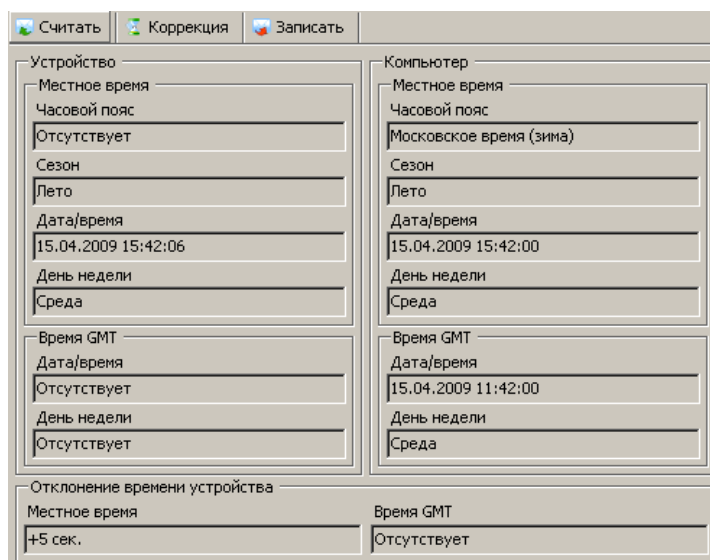 Считать Коррекция Записать
Устройство
Местное время
Часовой пояс
Отсутствует
Сезон
Лето
Дата/время
15.04.2009 15:42:06
День недели
Среда
Время GMT
Дата/время
Отсутствует
День недели
Отсутствует
Компьютер
Местное время
Часовой пояс
Московское время (зима)
Сезон
Лето
Дата/время
15.04.2009 15:42:00
День недели
Среда
Время GMT
Дата/время
15.04.2009 11:42:00
День недели
Среда
Отклонение времени устройства
Местное время
+5 сек.
Время GMT
Отсутствует